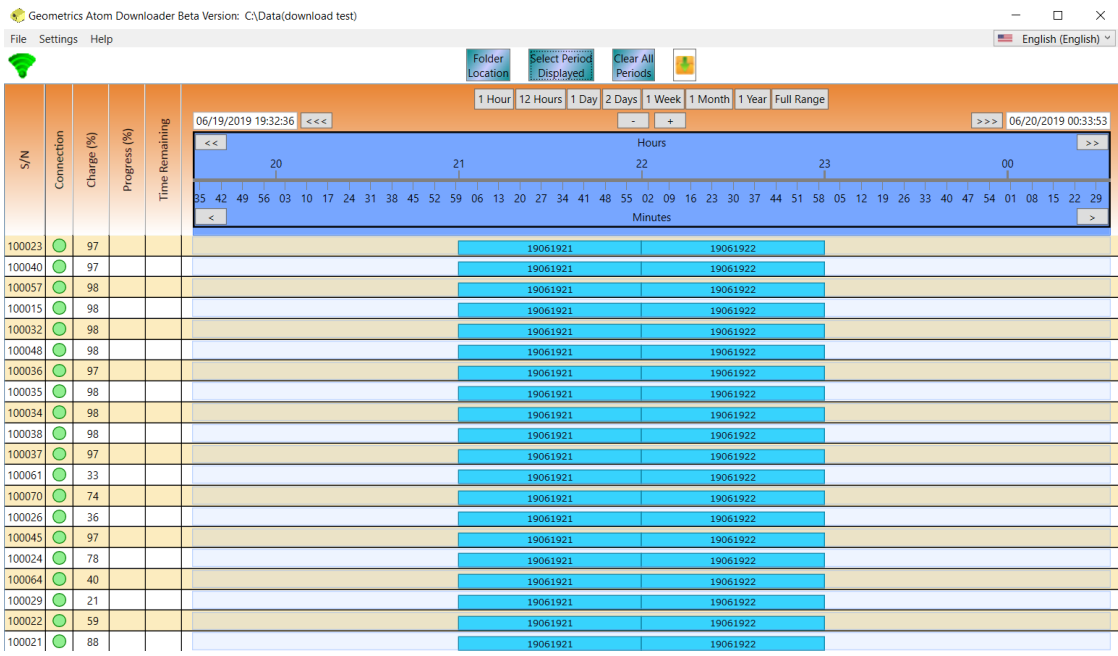 Geometrics Atom Downloader Beta Version: C:\Data(download test)
File Settings Help
English (English)
Folder Location
Select Period Displayed
Clear All Periods
1 Hour 12 Hours 1 Day 2 Days 1 Week 1 Month 1 Year Full Range
06/19/2019 19:32:36 <<< - + >>> 06/20/2019 00:33:53
S/N Connection Charge (%) Progress (%) Time Remaining
<< Hours >>
20 21 22 23 00
35 42 49 56 03 10 17 24 31 38 45 52 59 06 13 20 27 34 41 48 55 02 09 16 23 30 37 44 51 58 05 12 19 26 33 40 47 54 01 08 15 22 29
< Minutes >
100023 97 19061921 19061922
100040 97 19061921 19061922
100057 98 19061921 19061922
100015 98 19061921 19061922
100032 98 19061921 19061922
100048 98 19061921 19061922
100036 97 19061921 19061922
100035 98 19061921 19061922
100034 98 19061921 19061922
100038 98 19061921 19061922
100037 97 19061921 19061922
100061 33 19061921 19061922
100070 74 19061921 19061922
100026 36 19061921 19061922
100045 97 19061921 19061922
100024 78 19061921 19061922
100064 40 19061921 19061922
100029 21 19061921 19061922
100022 59 19061921 19061922
100021 88 19061921 19061922